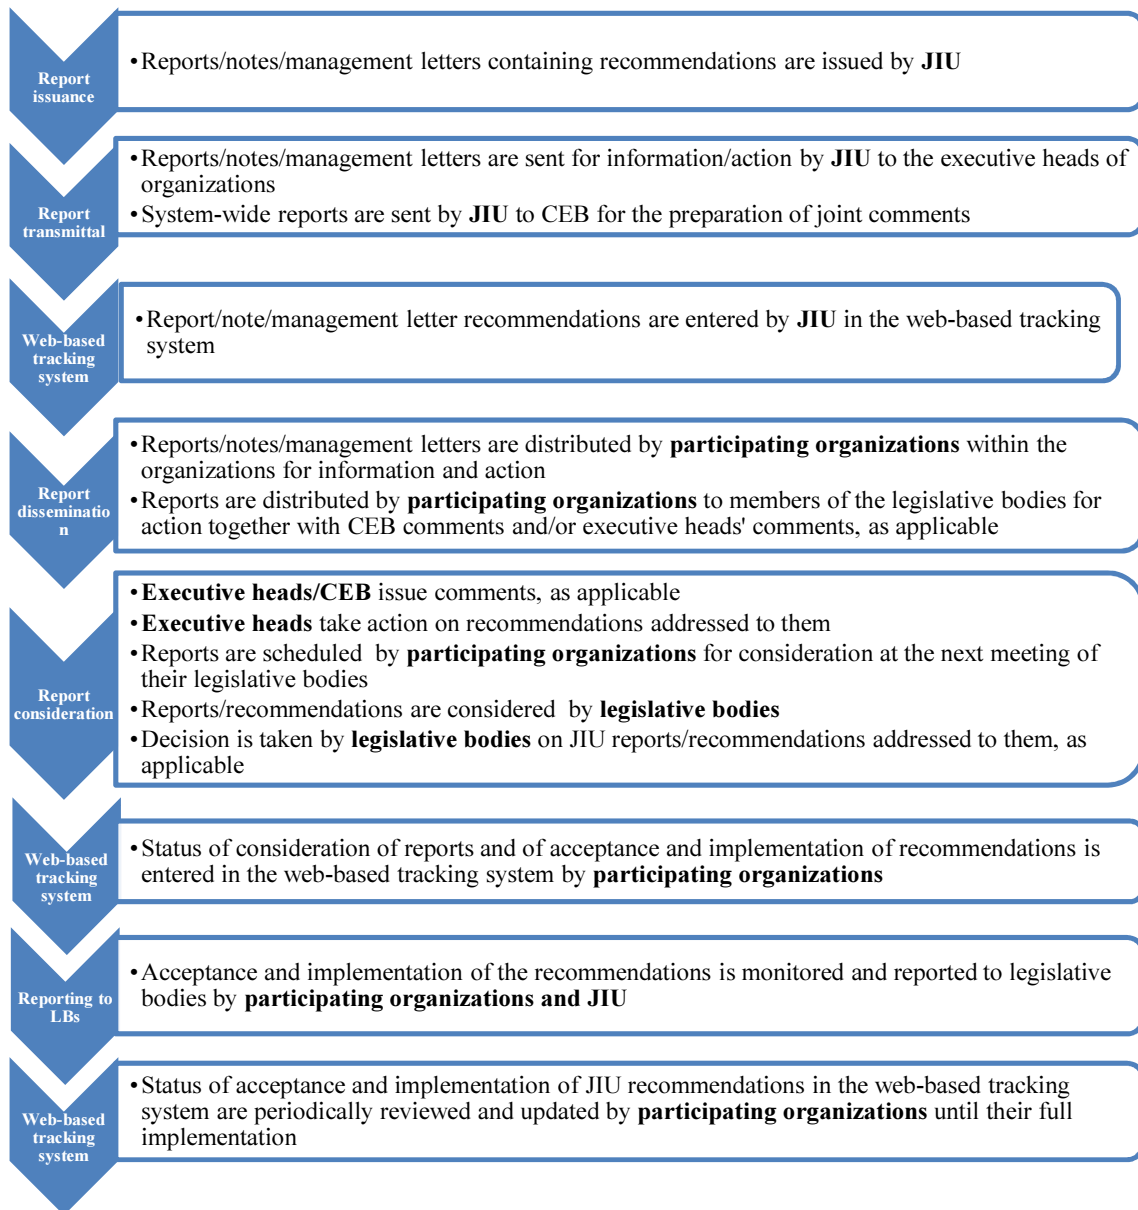 Report
issuance
•Reports/notes/management letters containing recommendations are issued by JIU
Report
transmittal
•Reports/notes/management letters are sent for information/action by JIU to the executive heads of
organizations
•System-wide reports are sent by JIU to CEB for the preparation of joint comments
Web-based
tracking
system
•Report/note/management letter recommendations are entered by JIU in the web-based tracking
system
Report
disseminatio
n
•Reports/notes/management letters are distributed by participating organizations within the
organizations for information and action
•Reports are distributed by participating organizations to members of the legislative bodies for
action together with CEB comments and/or executive heads' comments, as applicable
Report
consideration
•Executive heads/CEB issue comments, as applicable
•Executive heads take action on recommendations addressed to them
•Reports are scheduled by participating organizations for consideration at the next meeting of
their legislative bodies
•Reports/recommendations are considered by legislative bodies
•Decision is taken by legislative bodies on JIU reports/recommendations addressed to them, as
applicable
Web-based
tracking
system
•Status of consideration of reports and of acceptance and implementation of recommendations is
entered in the web-based tracking system by participating organizations
Reporting to
LBs
•Acceptance and implementation of the recommendations is monitored and reported to legislative
bodies by participating organizations and JIU
Web-based
tracking
system
•Status of acceptance and implementation of JIU recommendations in the web-based tracking
system are periodically reviewed and updated by participating organizations until their full
implementation